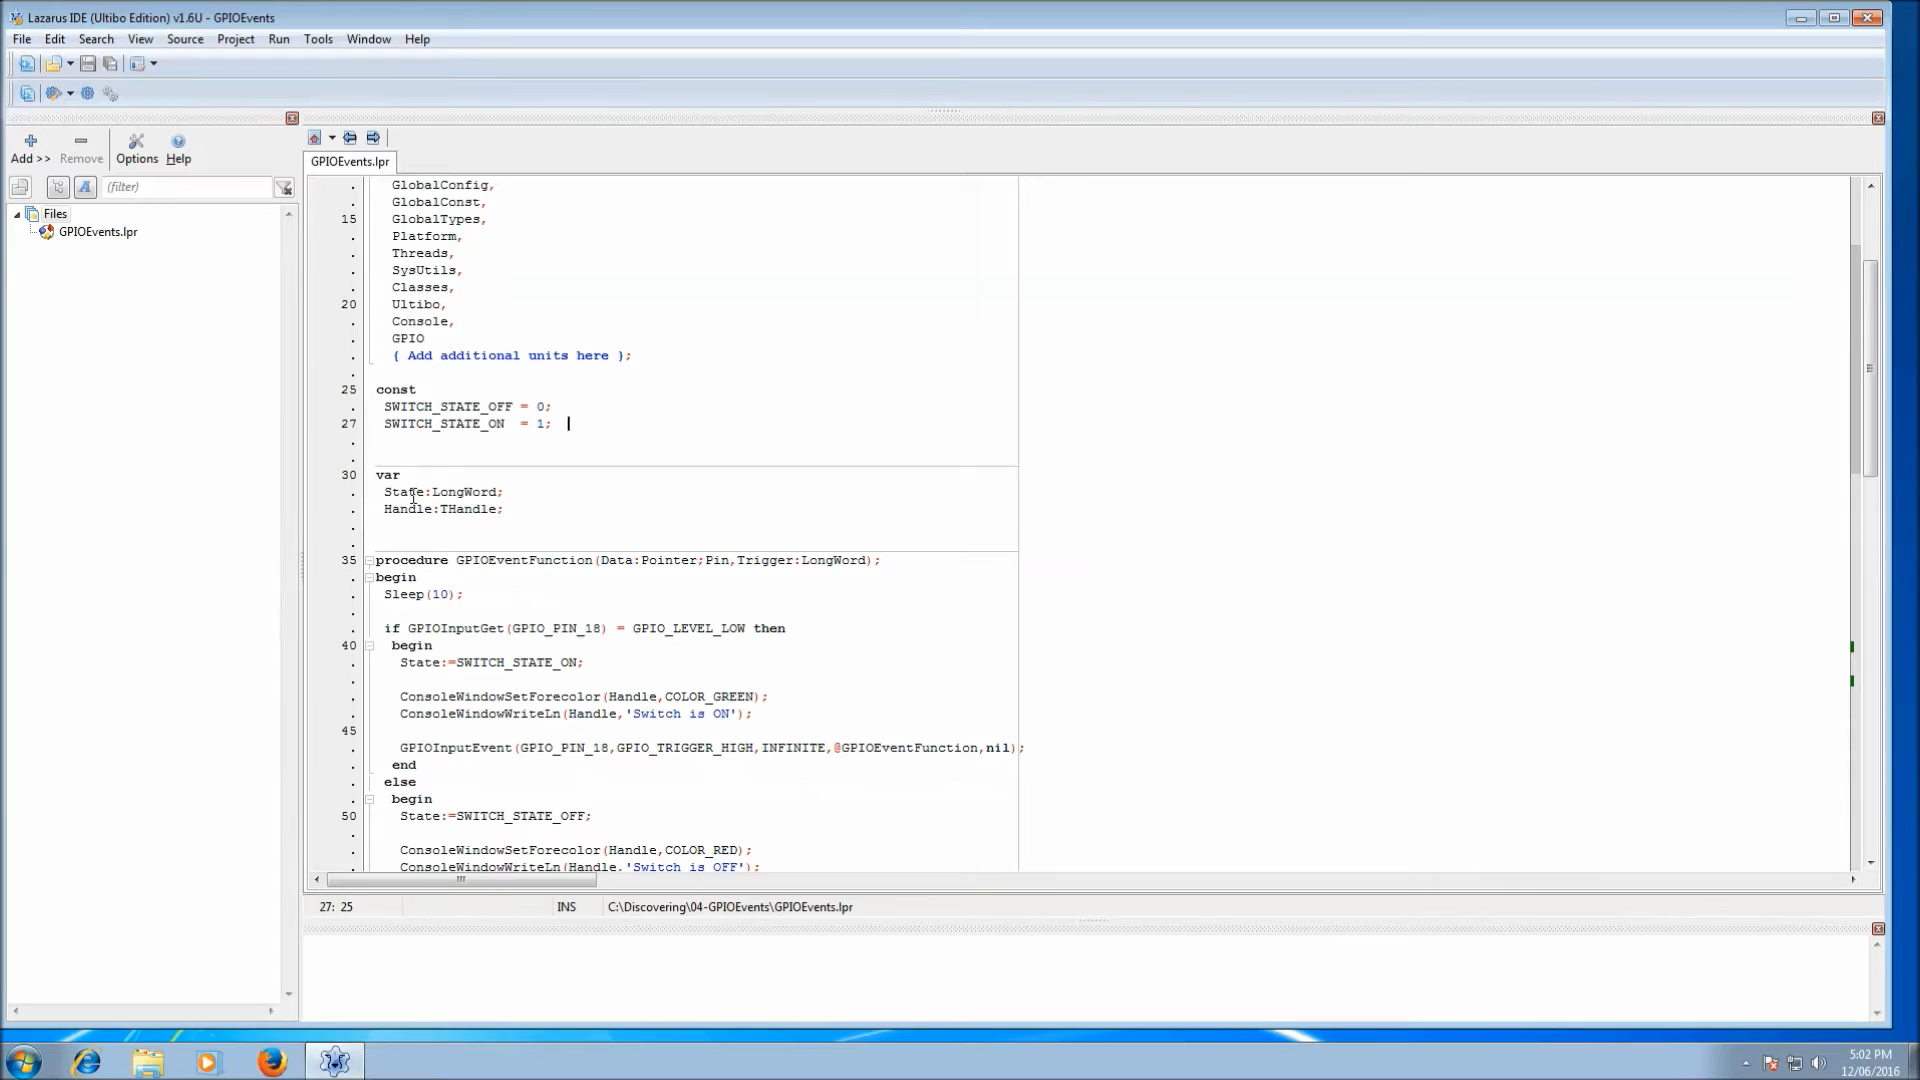 Lazarus IDE (Ultibo Edition) v1.6U - GPIOEvents
File Edit Search View Source Project Run Tools Window Help
Add >> Remove Options Help
(filter)
Files
GPIOEvents.lpr
GPIOEvents.lpr
GlobalConfig,
GlobalConst,
15 GlobalTypes,
Platform,
Threads,
SysUtils,
Classes,
20 Ultibo,
Console,
GPIO
{ Add additional units here };
25 const
SWITCH_STATE_OFF = 0;
27 SWITCH_STATE_ON  = 1;
30 var
State:LongWord;
Handle:THandle;
35 procedure GPIOEventFunction(Data:Pointer;Pin,Trigger:LongWord);
begin
Sleep(10);
if GPIOInputGet(GPIO_PIN_18) = GPIO_LEVEL_LOW then
40 begin
State:=SWITCH_STATE_ON;
ConsoleWindowSetForecolor(Handle,COLOR_GREEN);
ConsoleWindowWriteLn(Handle,'Switch is ON');
45
GPIOInputEvent(GPIO_PIN_18,GPIO_TRIGGER_HIGH,INFINITE,@GPIOEventFunction,nil);
end
else
begin
50 State:=SWITCH_STATE_OFF;
ConsoleWindowSetForecolor(Handle,COLOR_RED);
ConsoleWindowWriteLn(Handle,'Switch is OFF');
27: 25 INS C:\Discovering\04-GPIOEvents\GPIOEvents.lpr
5:02 PM
12/06/2016